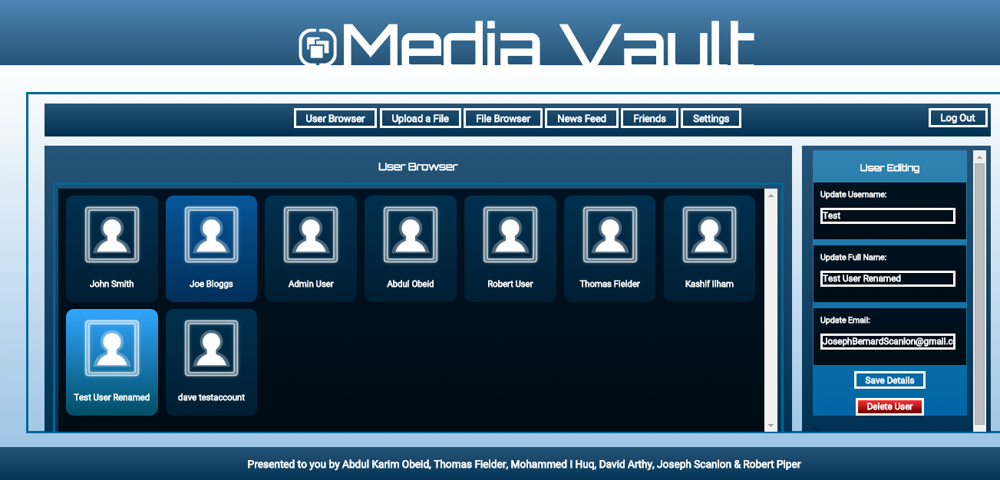 Media Vault
User Browser Upload a File File Browser News Feed Friends Settings Log Out
User Browser
John Smith Joe Bloggs Admin User Abdul Obeid Robert User Thomas Fielder Kashif Ilham
Test User Renamed dave testaccount
User Editing
Update Username:
Test
Update Full Name:
Test User Renamed
Update Email:
JosephBernardScanlon@gmail.c
Save Details
Delete User
Presented to you by Abdul Karim Obeid, Thomas Fielder, Mohammed I Huq, David Arthy, Joseph Scanlon & Robert Piper